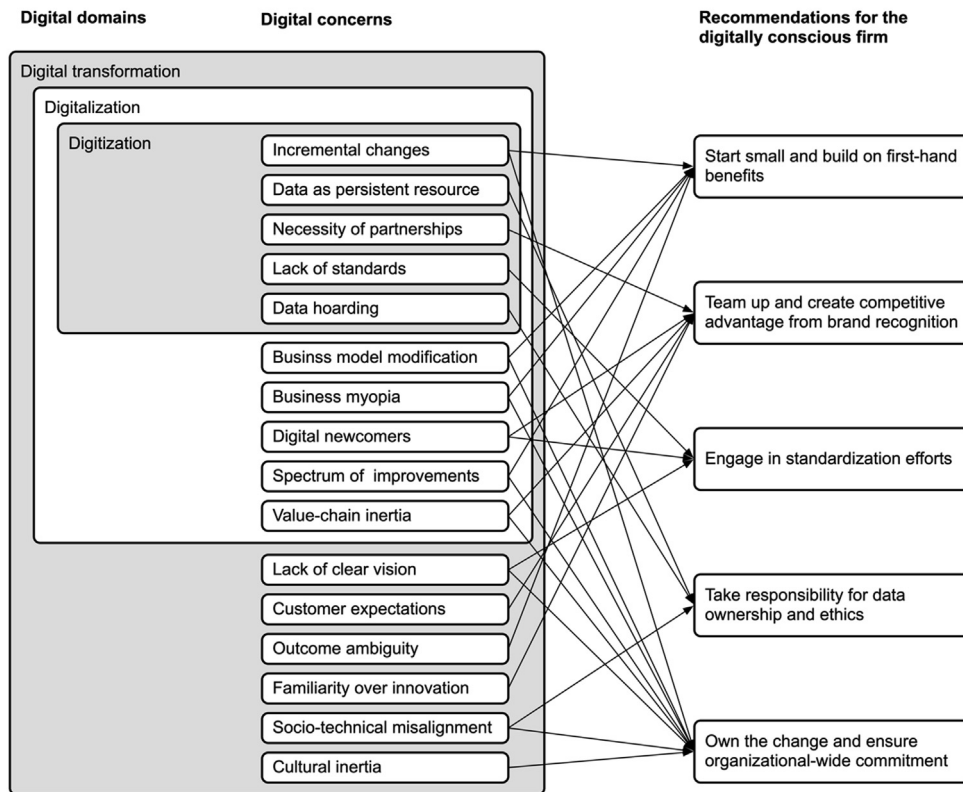 Digital domains
Digital concerns
Recommendations for the
digitally conscious firm
Digital transformation
Digitalization
Digitization
Incremental changes
Data as persistent resource
Necessity of partnerships
Lack of standards
Data hoarding
Businss model modification
Business myopia
Digital newcomers
Spectrum of improvements
Value-chain inertia
Lack of clear vision
Customer expectations
Outcome ambiguity
Familiarity over innovation
Socio-technical misalignment
Cultural inertia
Start small and build on first-hand
benefits
Team up and create competitive
advantage from brand recognition
Engage in standardization efforts
Take responsibility for data
ownership and ethics
Own the change and ensure
organizational-wide commitment